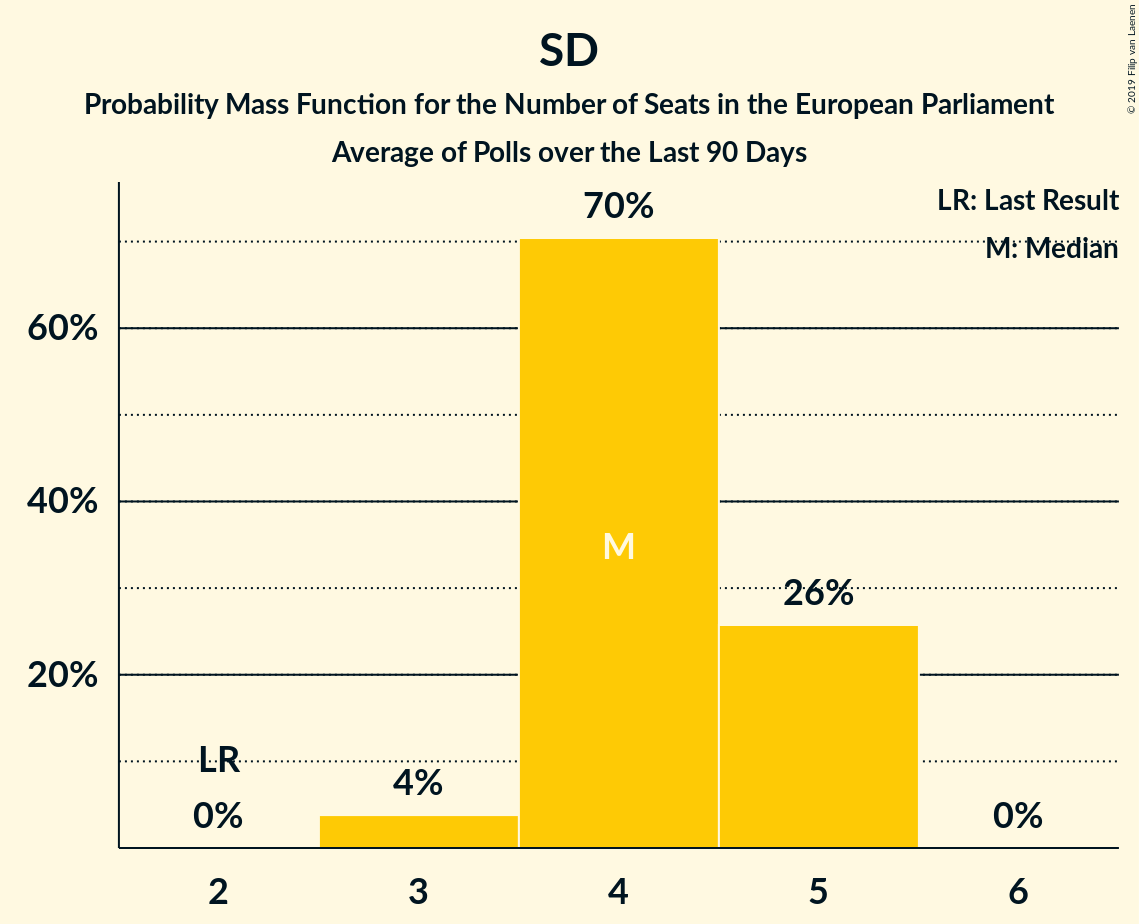 SD
Probability Mass Function for the Number of Seats in the European Parliament
Average of Polls over the Last 90 Days
© 2019 Filip van Laenen
LR: Last Result
M: Median
70%
60%
40%
M
26%
20%
LR
4%
0%
0%
2 3 4 5 6